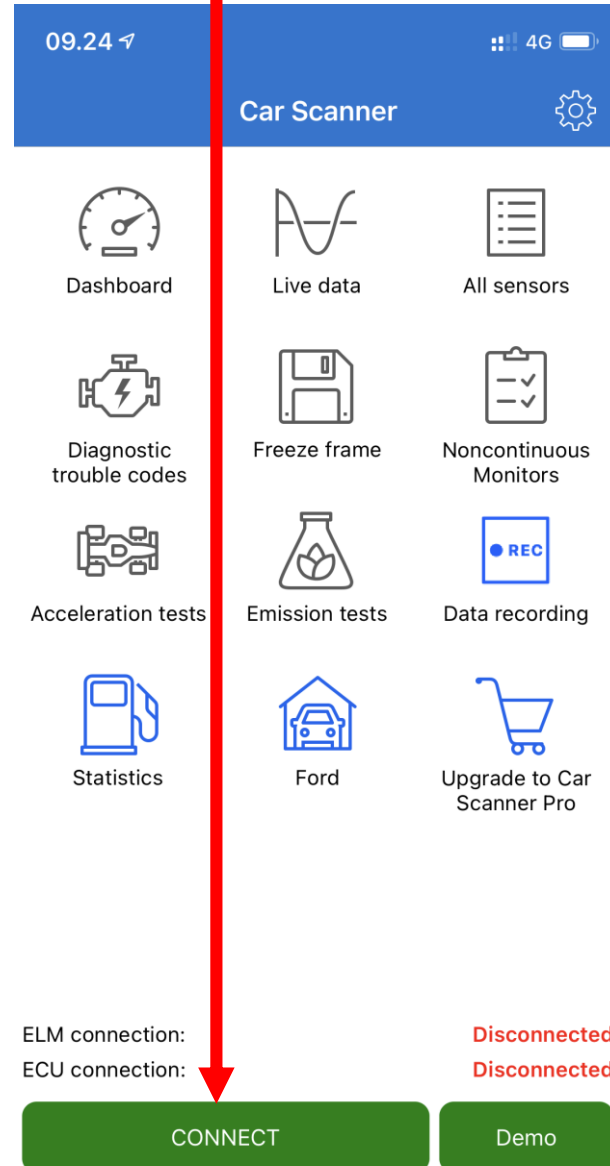 09.24 4G
Car Scanner
Dashboard Live data All sensors
Diagnostic Freeze frame Noncontinuous
trouble codes Monitors
REC
Acceleration tests Emission tests Data recording
Statistics Ford Upgrade to Car
Scanner Pro
ELM connection: Disconnected
ECU connection: Disconnected
CONNECT Demo